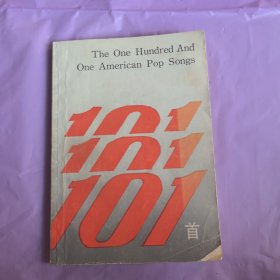 The One Hundred And
One American Pop Songs
101
101
101
首